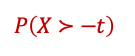 P(X ≻ −t)